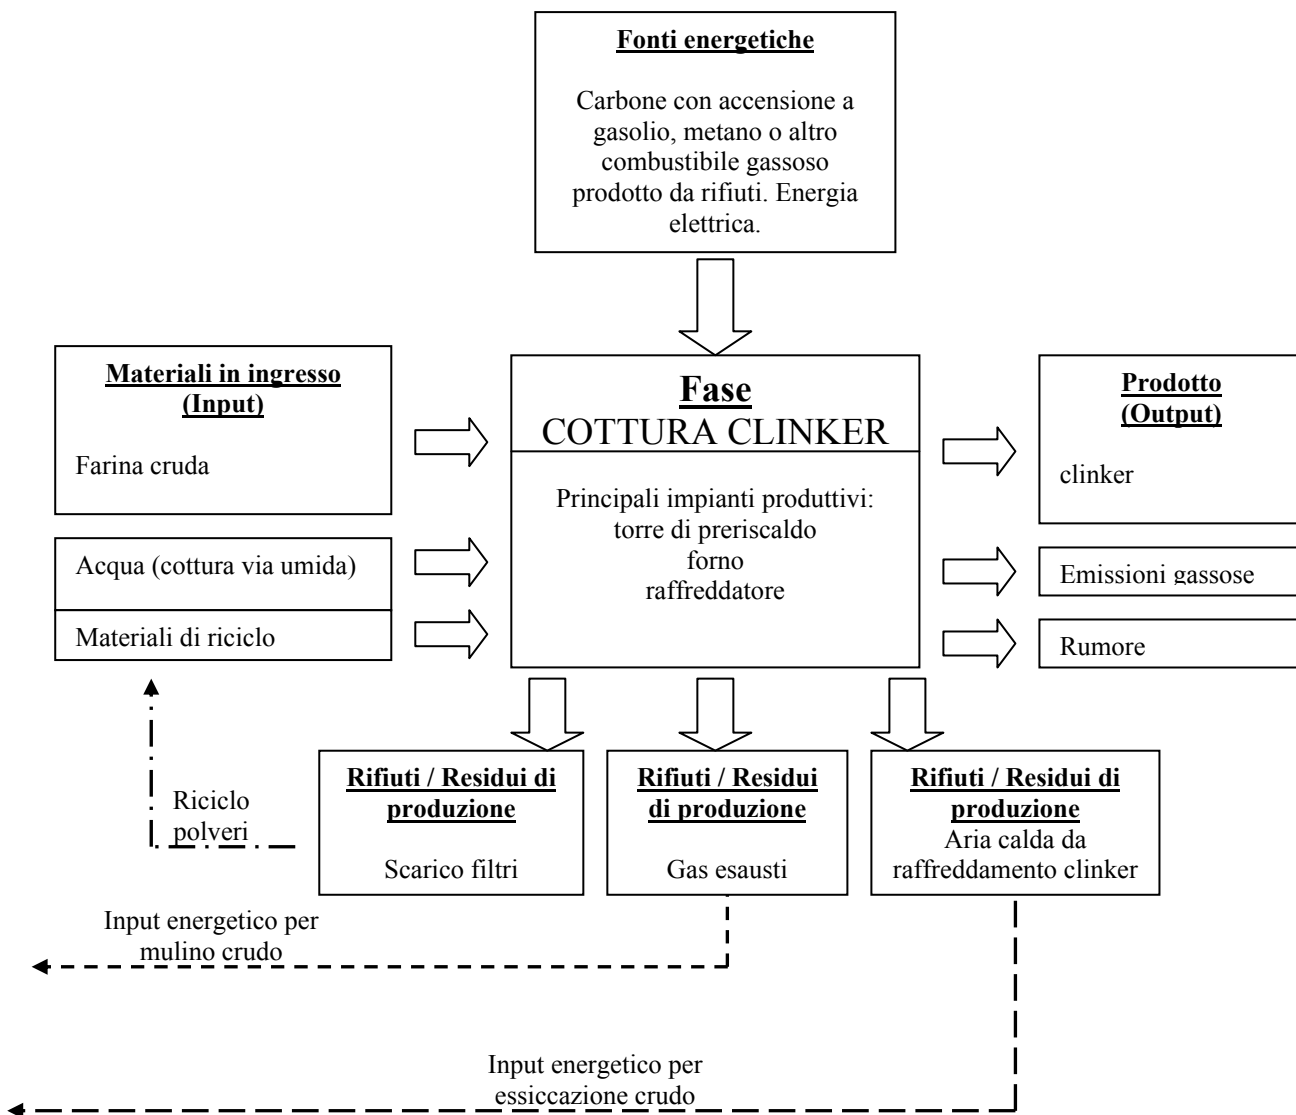 Fonti energetiche
Carbone con accensione a
gasolio, metano o altro
combustibile gassoso
prodotto da rifiuti. Energia
elettrica.
Materiali in ingresso
(Input)
Farina cruda
Acqua (cottura via umida)
Materiali di riciclo
Fase
COTTURA CLINKER
Principali impianti produttivi:
torre di preriscaldo
forno
raffreddatore
Prodotto
(Output)
clinker
Emissioni gassose
Rumore
Riciclo
polveri
Rifiuti / Residui di
produzione
Scarico filtri
Rifiuti / Residui
di produzione
Gas esausti
Rifiuti / Residui di
produzione
Aria calda da
raffreddamento clinker
Input energetico per
mulino crudo
Input energetico per
essiccazione crudo